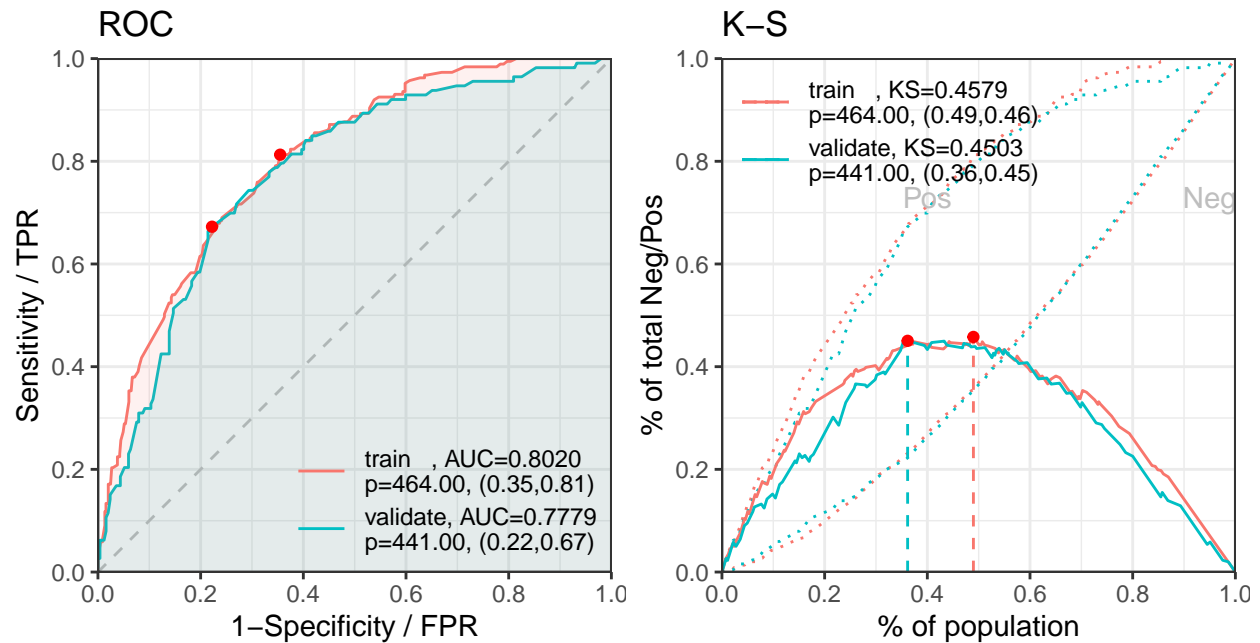 ROC
Sensitivity / TPR
1.0
0.8
0.6
0.4
0.2
0.0
train , AUC=0.8020
p=464.00, (0.35,0.81)
validate, AUC=0.7779
p=441.00, (0.22,0.67)
0.0 0.2 0.4 0.6 0.8 1.0
1−Specificity / FPR
K−S
% of total Neg/Pos
1.0
0.8
0.6
0.4
0.2
0.0
train , KS=0.4579
p=464.00, (0.49,0.46)
validate, KS=0.4503
p=441.00, (0.36,0.45)
Pos Neg
0.0 0.2 0.4 0.6 0.8 1.0
% of population